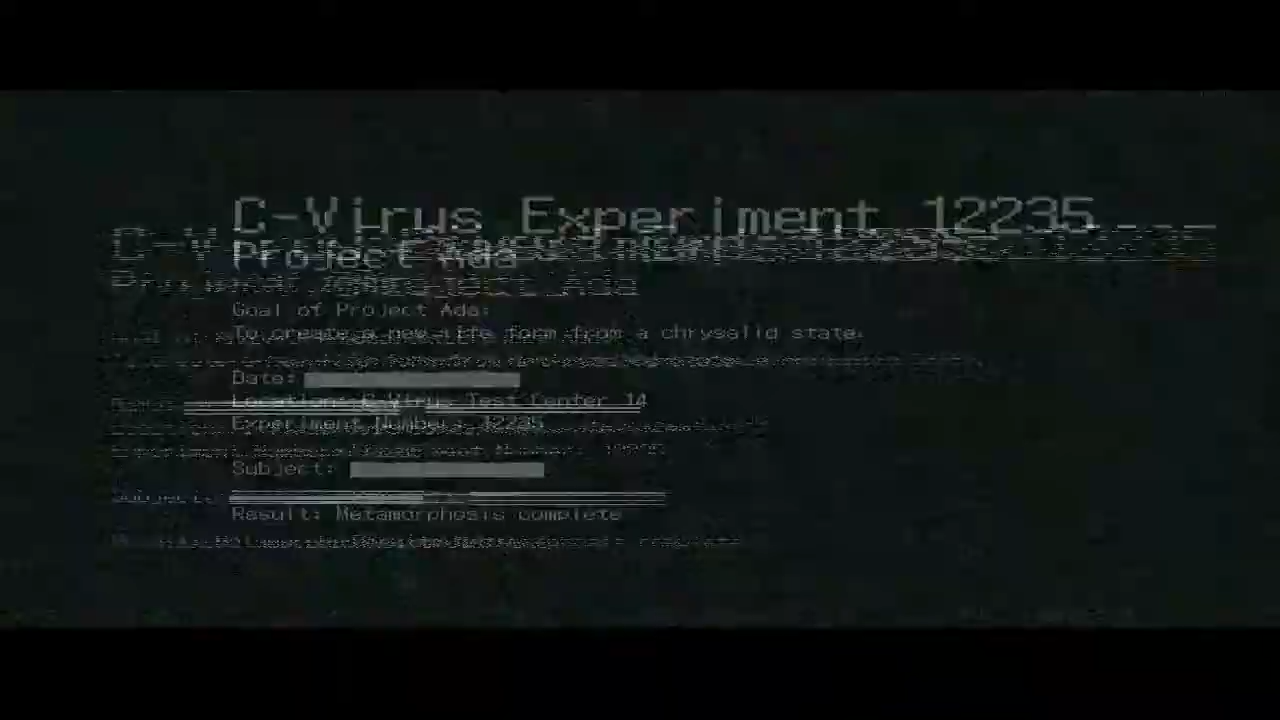 C-Virus Experiment 12235
Project Ada
Goal of Project Ada:
To create a new life form from a chrysalid state.
Date:
Location: C-Virus Test Center 14
Experiment Number: 12235
Subject:
Result: Metamorphosis complete